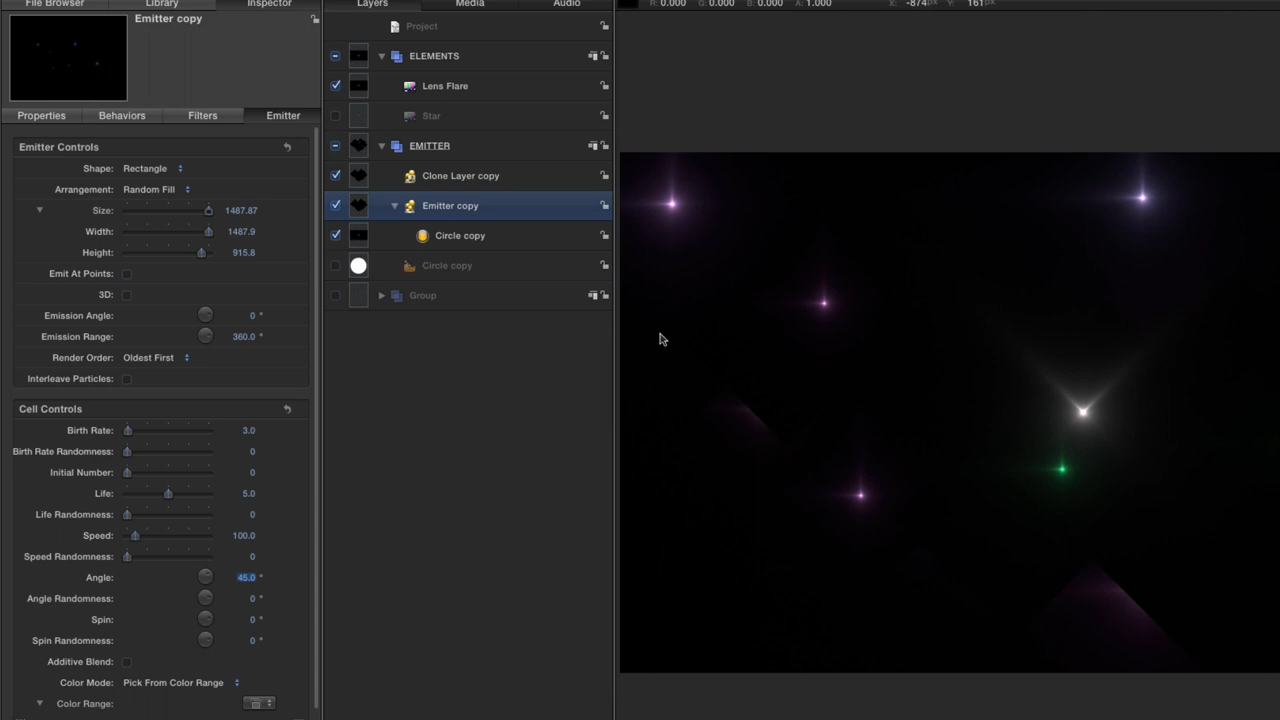 File Browser Library Inspector
Emitter copy
Properties Behaviors Filters Emitter
Emitter Controls
Shape: Rectangle
Arrangement: Random Fill
Size: 1487.87
Width: 1487.9
Height: 915.8
Emit At Points:
3D:
Emission Angle: 0 °
Emission Range: 360.0 °
Render Order: Oldest First
Interleave Particles:
Cell Controls
Birth Rate: 3.0
Birth Rate Randomness: 0
Initial Number: 0
Life: 5.0
Life Randomness: 0
Speed: 100.0
Speed Randomness: 0
Angle: 45.0 °
Angle Randomness: 0 °
Spin: 0 °
Spin Randomness: 0 °
Additive Blend:
Color Mode: Pick From Color Range
Color Range:
Layers Media Audio
Project
ELEMENTS
Lens Flare
Star
EMITTER
Clone Layer copy
Emitter copy
Circle copy
Circle copy
Group
R: 0.000 G: 0.000 B: 0.000 A: 1.000 X: -874px Y: 161px